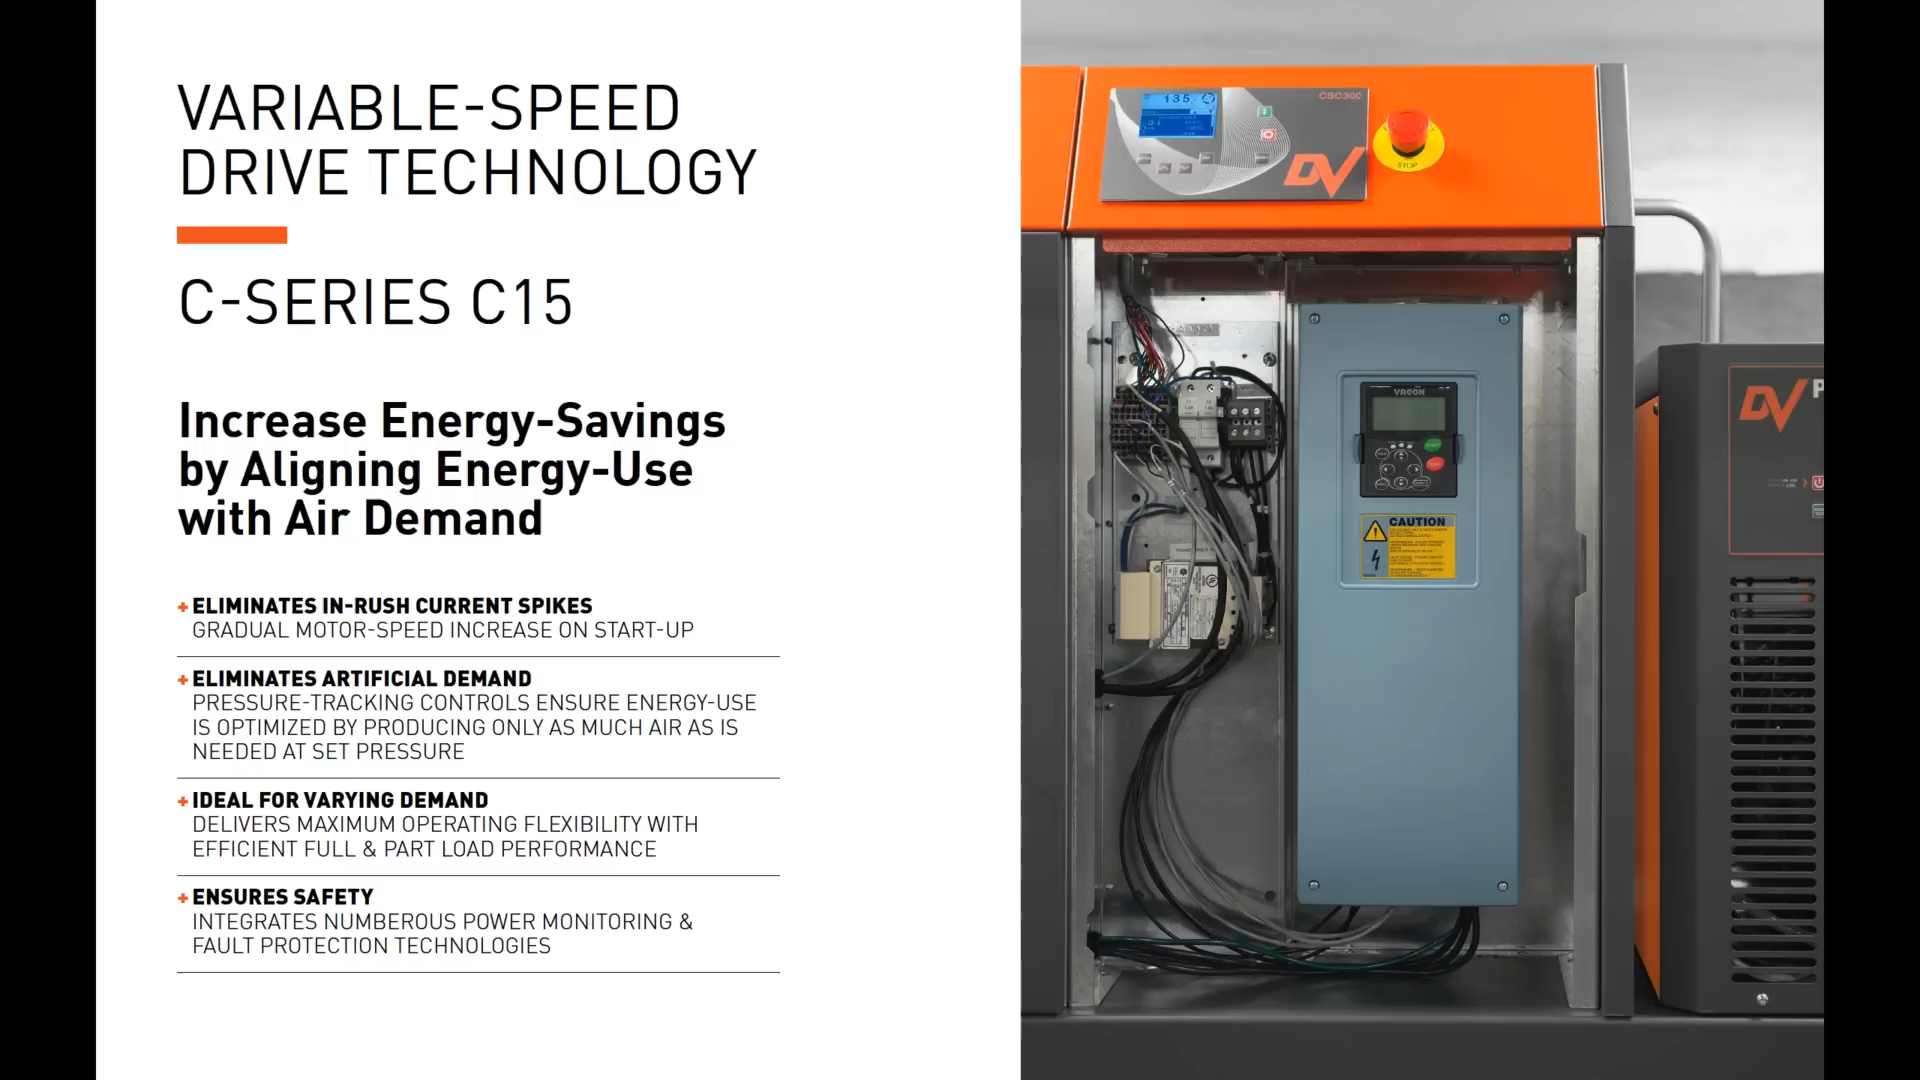 VARIABLE-SPEED
DRIVE TECHNOLOGY
C-SERIES C15
Increase Energy-Savings
by Aligning Energy-Use
with Air Demand
+ ELIMINATES IN-RUSH CURRENT SPIKES
GRADUAL MOTOR-SPEED INCREASE ON START-UP
+ ELIMINATES ARTIFICIAL DEMAND
PRESSURE-TRACKING CONTROLS ENSURE ENERGY-USE
IS OPTIMIZED BY PRODUCING ONLY AS MUCH AIR AS IS
NEEDED AT SET PRESSURE
+ IDEAL FOR VARYING DEMAND
DELIVERS MAXIMUM OPERATING FLEXIBILITY WITH
EFFICIENT FULL & PART LOAD PERFORMANCE
+ ENSURES SAFETY
INTEGRATES NUMBEROUS POWER MONITORING &
FAULT PROTECTION TECHNOLOGIES
135
CSC300
DV
STOP
VACON
CAUTION
DV